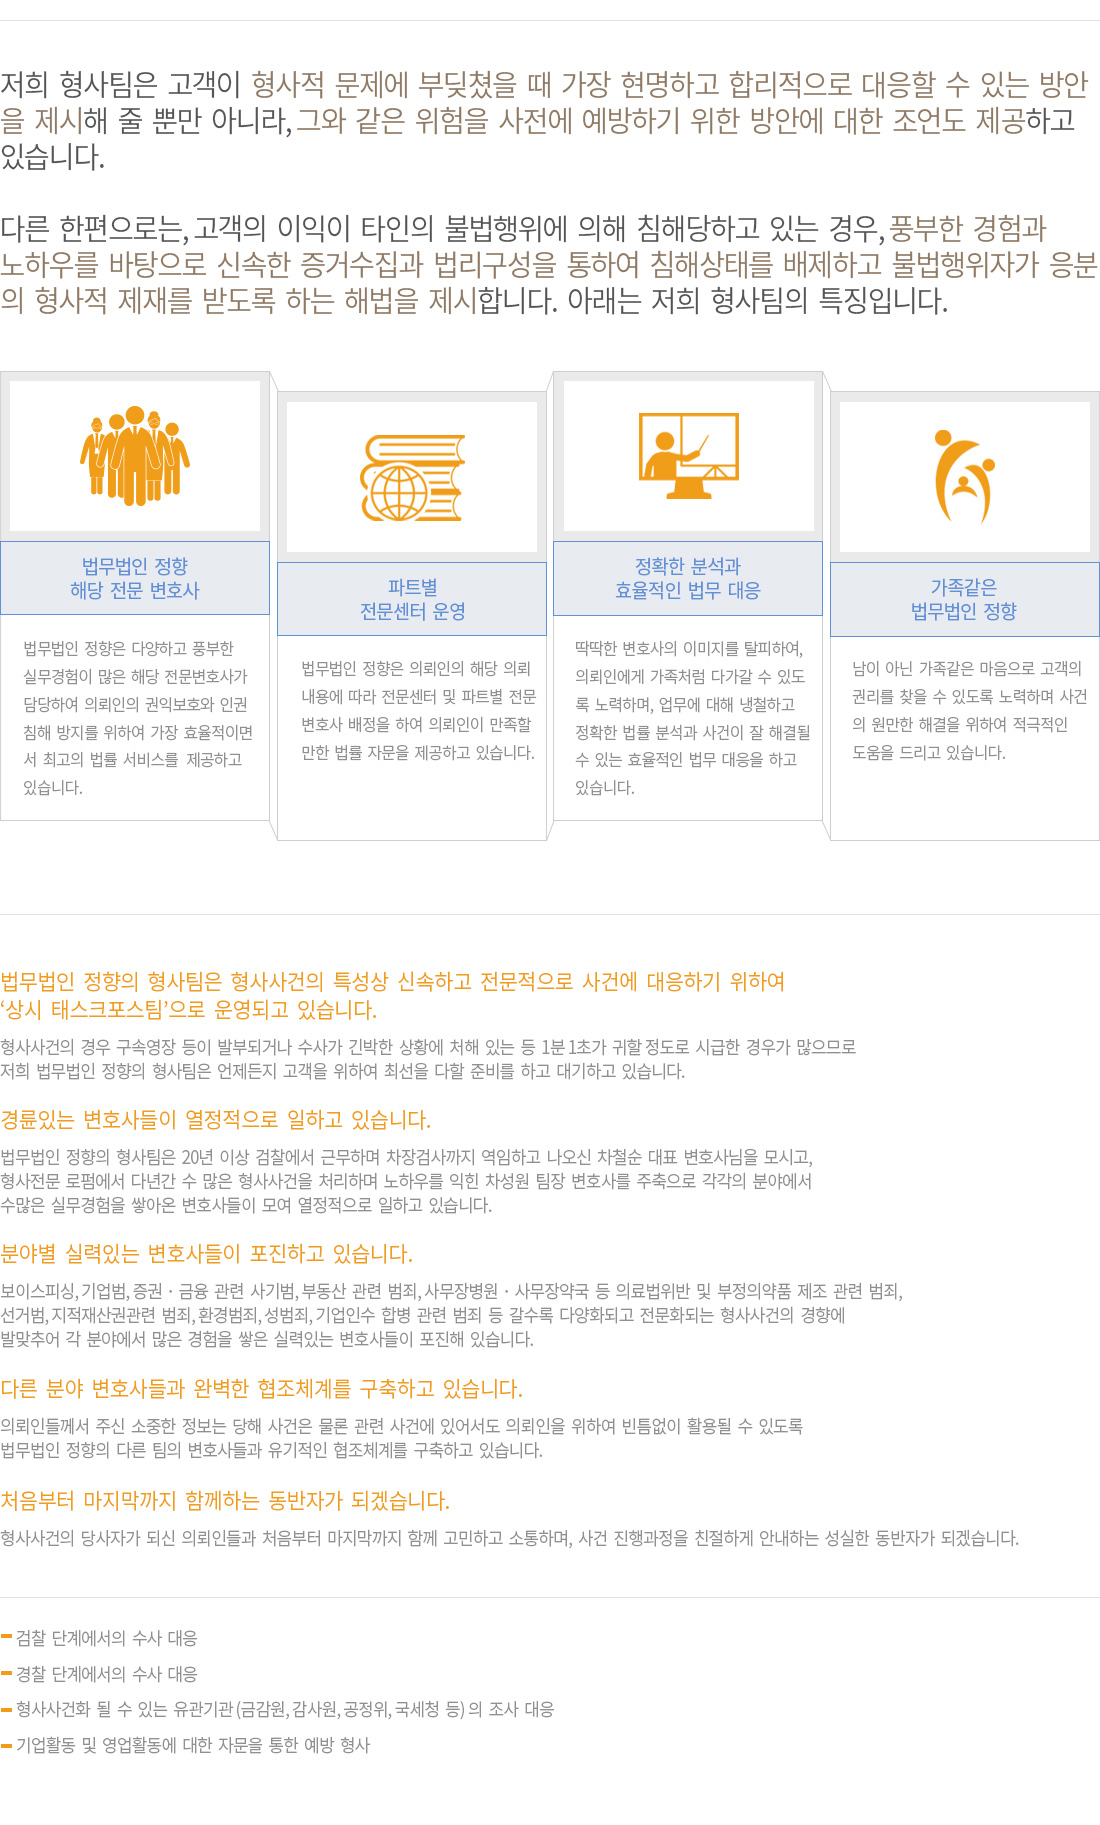 저희 형사팀은 고객이 형사적 문제에 부딪쳤을 때 가장 현명하고 합리적으로 대응할 수 있는 방안
을 제시해 줄 뿐만 아니라, 그와 같은 위험을 사전에 예방하기 위한 방안에 대한 조언도 제공하고
있습니다.
다른 한편으로는, 고객의 이익이 타인의 불법행위에 의해 침해당하고 있는 경우, 풍부한 경험과
노하우를 바탕으로 신속한 증거수집과 법리구성을 통하여 침해상태를 배제하고 불법행위자가 응분
의 형사적 제재를 받도록 하는 해법을 제시합니다. 아래는 저희 형사팀의 특징입니다.
법무법인 정향
해당 전문 변호사
법무법인 정향은 다양하고 풍부한
실무경험이 많은 해당 전문변호사가
담당하여 의뢰인의 권익보호와 인권
침해 방지를 위하여 가장 효율적이면
서 최고의 법률 서비스를 제공하고
있습니다.
파트별
전문센터 운영
법무법인 정향은 의뢰인의 해당 의뢰
내용에 따라 전문센터 및 파트별 전문
변호사 배정을 하여 의뢰인이 만족할
만한 법률 자문을 제공하고 있습니다.
정확한 분석과
효율적인 법무 대응
딱딱한 변호사의 이미지를 탈피하여,
의뢰인에게 가족처럼 다가갈 수 있도
록 노력하며, 업무에 대해 냉철하고
정확한 법률 분석과 사건이 잘 해결될
수 있는 효율적인 법무 대응을 하고
있습니다.
가족같은
법무법인 정향
남이 아닌 가족같은 마음으로 고객의
권리를 찾을 수 있도록 노력하며 사건
의 원만한 해결을 위하여 적극적인
도움을 드리고 있습니다.
법무법인 정향의 형사팀은 형사사건의 특성상 신속하고 전문적으로 사건에 대응하기 위하여
‘상시 태스크포스팀’으로 운영되고 있습니다.
형사사건의 경우 구속영장 등이 발부되거나 수사가 긴박한 상황에 처해 있는 등 1분 1초가 귀할 정도로 시급한 경우가 많으므로
저희 법무법인 정향의 형사팀은 언제든지 고객을 위하여 최선을 다할 준비를 하고 대기하고 있습니다.
경륜있는 변호사들이 열정적으로 일하고 있습니다.
법무법인 정향의 형사팀은 20년 이상 검찰에서 근무하며 차장검사까지 역임하고 나오신 차철순 대표 변호사님을 모시고,
형사전문 로펌에서 다년간 수 많은 형사사건을 처리하며 노하우를 익힌 차성원 팀장 변호사를 주축으로 각각의 분야에서
수많은 실무경험을 쌓아온 변호사들이 모여 열정적으로 일하고 있습니다.
분야별 실력있는 변호사들이 포진하고 있습니다.
보이스피싱, 기업범, 증권 · 금융 관련 사기범, 부동산 관련 범죄, 사무장병원 · 사무장약국 등 의료법위반 및 부정의약품 제조 관련 범죄,
선거범, 지적재산권관련 범죄, 환경범죄, 성범죄, 기업인수 합병 관련 범죄 등 갈수록 다양화되고 전문화되는 형사사건의 경향에
발맞추어 각 분야에서 많은 경험을 쌓은 실력있는 변호사들이 포진해 있습니다.
다른 분야 변호사들과 완벽한 협조체계를 구축하고 있습니다.
의뢰인들께서 주신 소중한 정보는 당해 사건은 물론 관련 사건에 있어서도 의뢰인을 위하여 빈틈없이 활용될 수 있도록
법무법인 정향의 다른 팀의 변호사들과 유기적인 협조체계를 구축하고 있습니다.
처음부터 마지막까지 함께하는 동반자가 되겠습니다.
형사사건의 당사자가 되신 의뢰인들과 처음부터 마지막까지 함께 고민하고 소통하며, 사건 진행과정을 친절하게 안내하는 성실한 동반자가 되겠습니다.
검찰 단계에서의 수사 대응
경찰 단계에서의 수사 대응
형사사건화 될 수 있는 유관기관(금감원, 감사원, 공정위, 국세청 등)의 조사 대응
기업활동 및 영업활동에 대한 자문을 통한 예방 형사